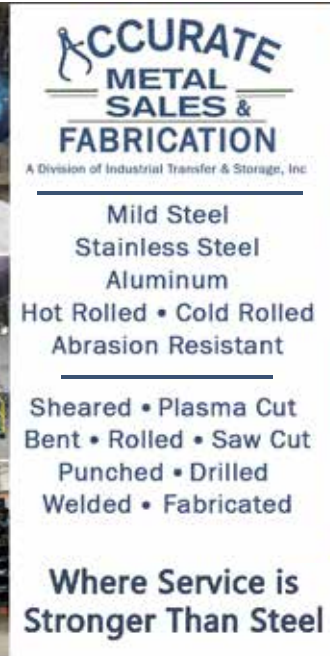 ACCURATE
METAL
SALES &
FABRICATION
A Division of Industrial Transfer & Storage, Inc
Mild Steel
Stainless Steel
Aluminum
Hot Rolled • Cold Rolled
Abrasion Resistant
Sheared • Plasma Cut
Bent • Rolled • Saw Cut
Punched • Drilled
Welded • Fabricated
Where Service is
Stronger Than Steel